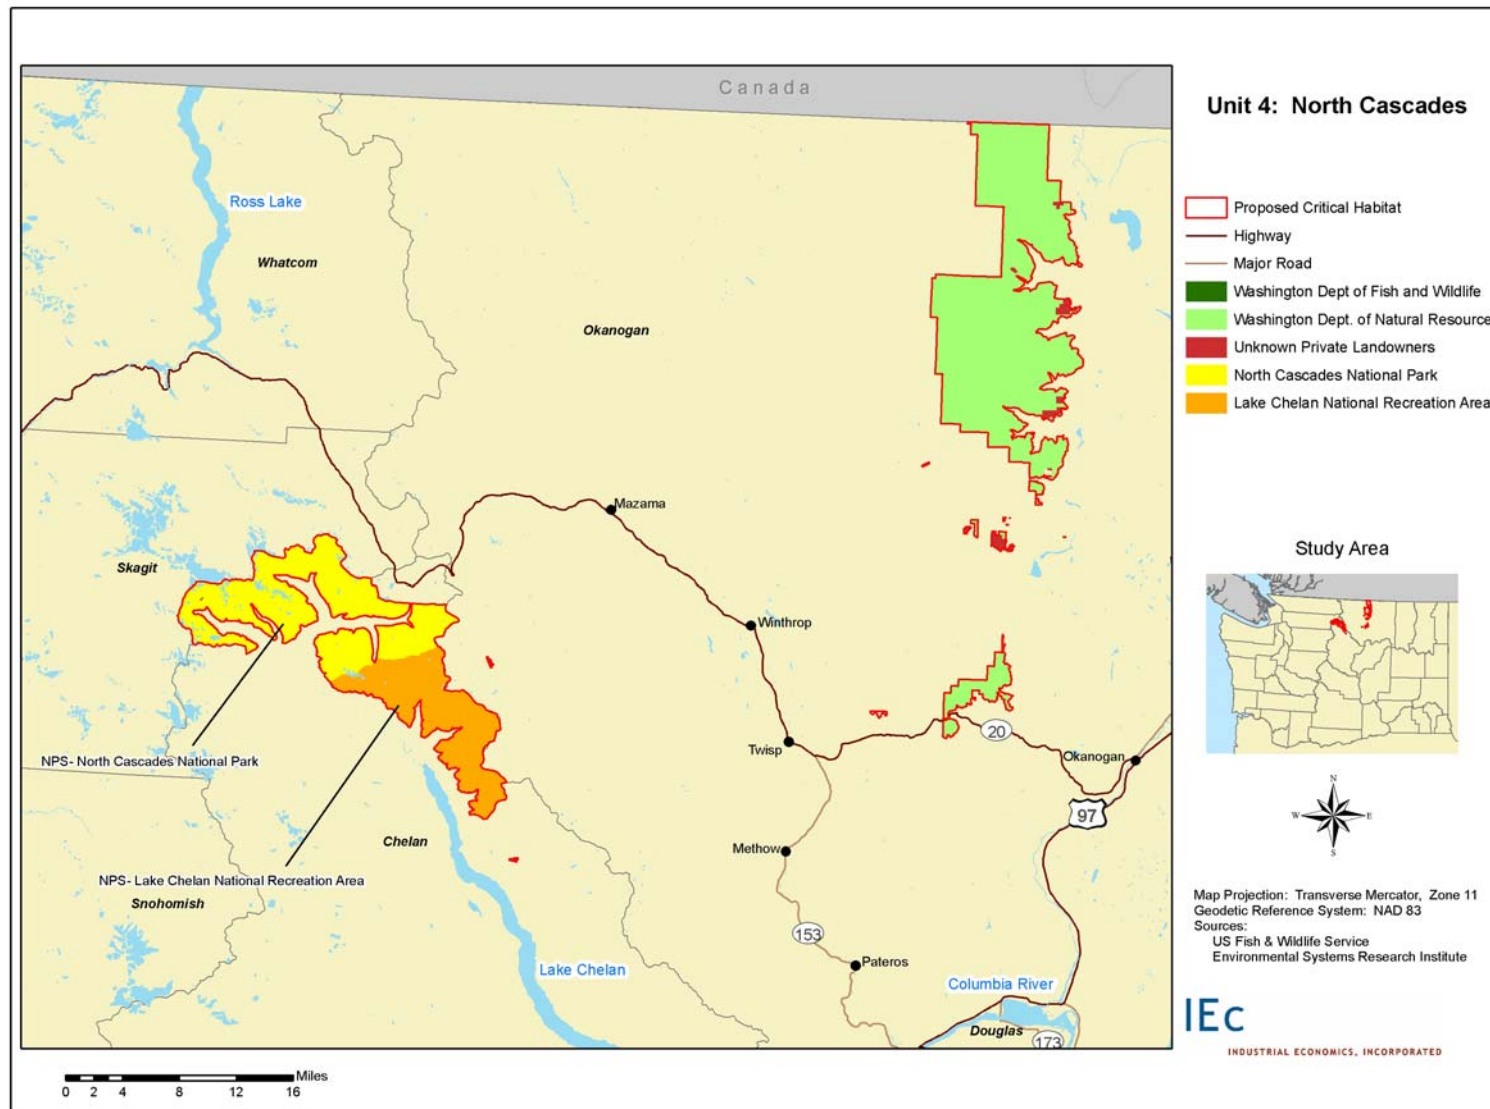 Canada
Unit 4: North Cascades
Ross Lake
Whatcom
Okanogan
Proposed Critical Habitat
Highway
Major Road
Washington Dept of Fish and Wildlife
Washington Dept. of Natural Resource
Unknown Private Landowners
North Cascades National Park
Lake Chelan National Recreation Area
Mazama
Skagit
Study Area
Winthrop
20
Twisp
Okanogan
NPS- North Cascades National Park
97
N
W
E
S
Chelan
Methow
NPS- Lake Chelan National Recreation Area
Snohomish
153
Pateros
Lake Chelan
Columbia River
Douglas
173
Map Projection: Transverse Mercator, Zone 11
Geodetic Reference System: NAD 83
Sources:
US Fish & Wildlife Service
Environmental Systems Research Institute
IEc
INDUSTRIAL ECONOMICS, INCORPORATED
Miles
0 2 4 8 12 16